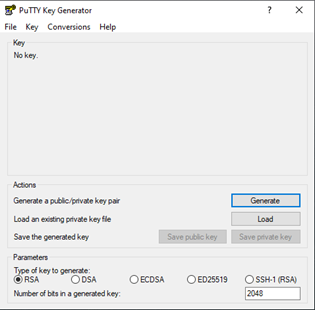 PuTTY Key Generator
File Key Conversions Help
Key
No key.
Actions
Generate a public/private key pair Generate
Load an existing private key file Load
Save the generated key Save public key Save private key
Parameters
Type of key to generate:
RSA DSA ECDSA ED25519 SSH-1 (RSA)
Number of bits in a generated key: 2048